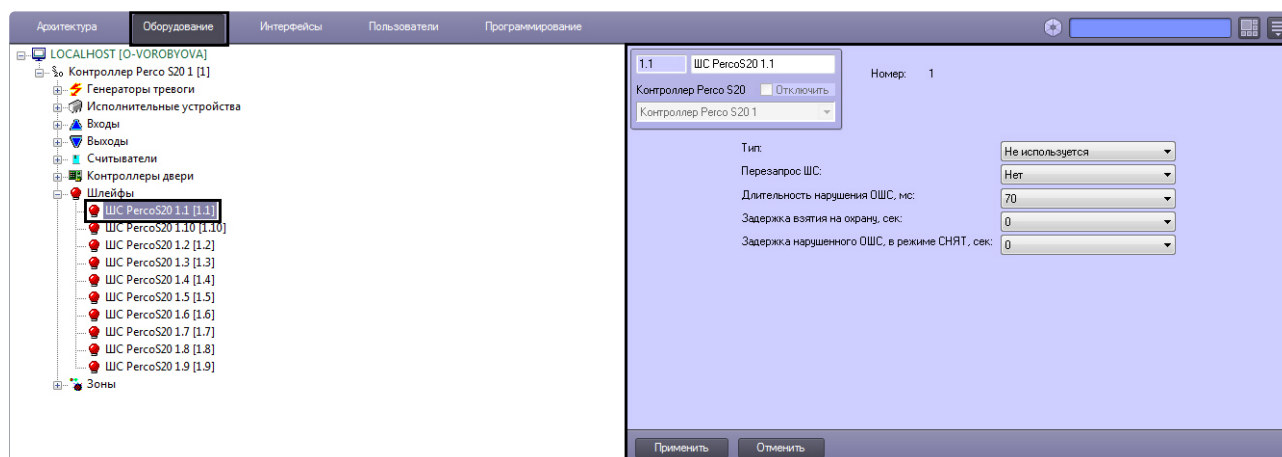 Архитектура Оборудование Интерфейсы Пользователи Программирование
LOCALHOST [O-VOROBYOVA]
Контроллер Perco S20 1 [1]
Генераторы тревоги
Исполнительные устройства
Входы
Выходы
Считыватели
Контроллеры двери
Шлейфы
ШС PercoS20 1.1 [1.1]
ШС PercoS20 1.10 [1.10]
ШС PercoS20 1.2 [1.2]
ШС PercoS20 1.3 [1.3]
ШС PercoS20 1.4 [1.4]
ШС PercoS20 1.5 [1.5]
ШС PercoS20 1.6 [1.6]
ШС PercoS20 1.7 [1.7]
ШС PercoS20 1.8 [1.8]
ШС PercoS20 1.9 [1.9]
Зоны
1.1 ШС PercoS20 1.1
Номер: 1
Контроллер Perco S20 Отключить
Контроллер Perco S20 1
Тип: Не используется
Перезапрос ШС: Нет
Длительность нарушения ОШС, мс: 70
Задержка взятия на охрану, сек: 0
Задержка нарушенного ОШС, в режиме СНЯТ, сек: 0
Применить Отменить